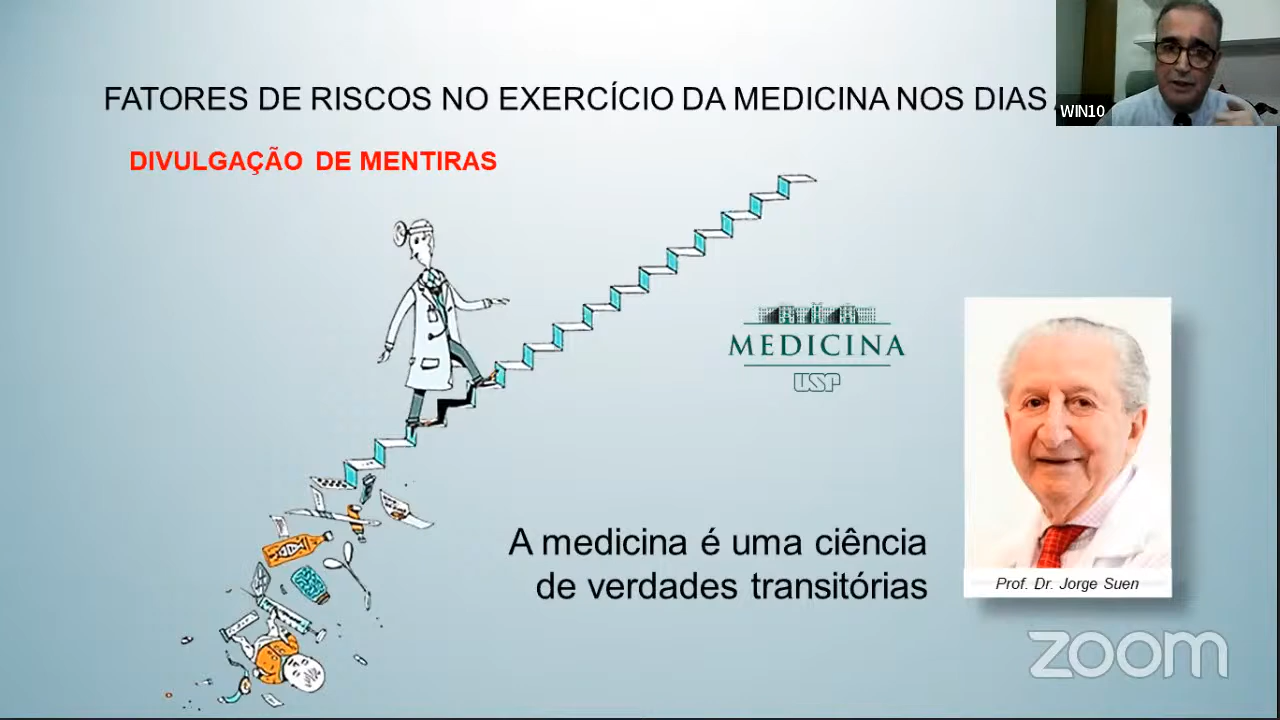 FATORES DE RISCOS NO EXERCÍCIO DA MEDICINA NOS DIAS
WIN10
DIVULGAÇÃO DE MENTIRAS
MEDICINA
USP
A medicina é uma ciência
de verdades transitórias
Prof. Dr. Jorge Suen
zoom